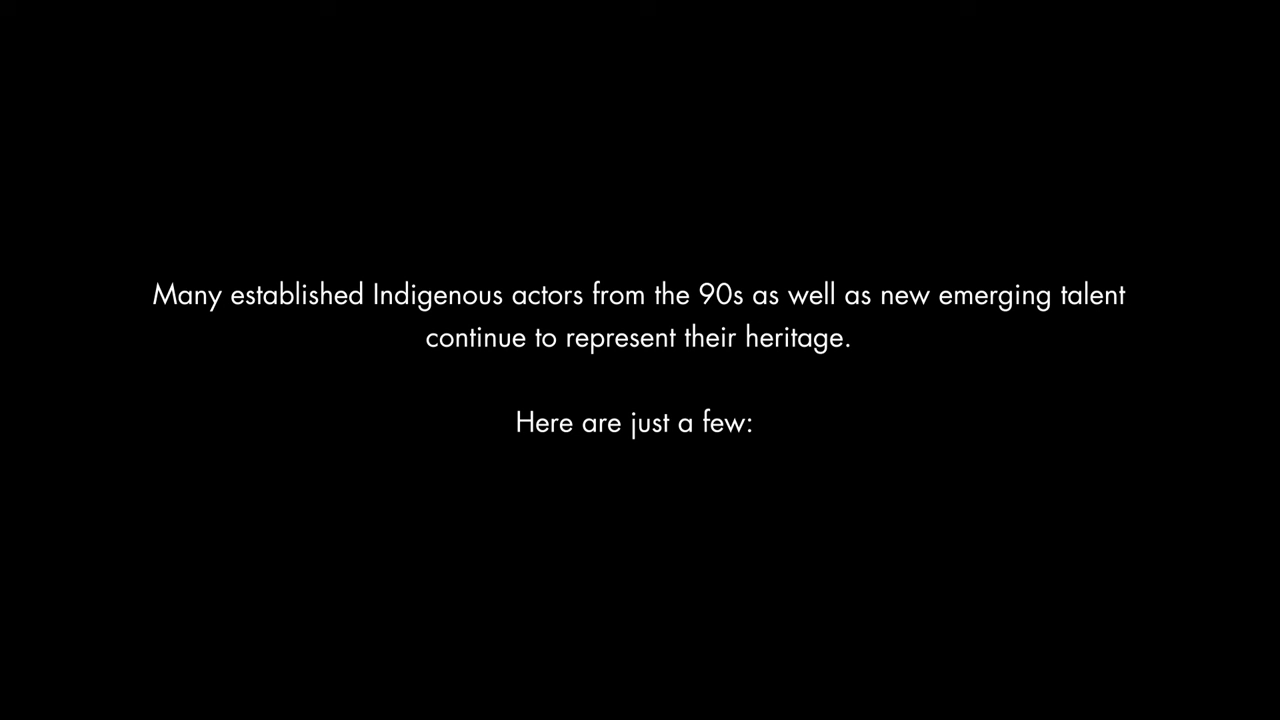 Many established Indigenous actors from the 90s as well as new emerging talent
continue to represent their heritage.
Here are just a few: